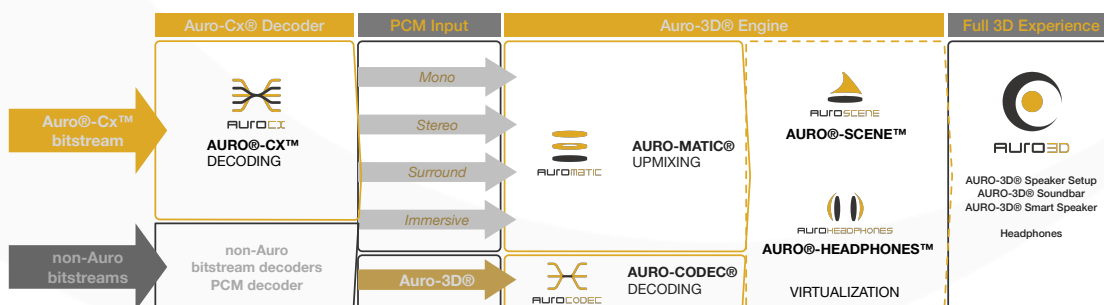 Auro-Cx® Decoder
PCM Input
Auro-3D® Engine
Full 3D Experience
Auro®-Cx™
bitstream
AUROCX
AURO®-CX™
DECODING
Mono
Stereo
Surround
Immersive
AUROMATIC
AURO-MATIC®
UPMIXING
AUROSCENE
AURO®-SCENE™
AUROHEADPHONES
AURO®-HEADPHONES™
VIRTUALIZATION
AURO3D
AURO-3D® Speaker Setup
AURO-3D® Soundbar
AURO-3D® Smart Speaker
Headphones
non-Auro
bitstreams
non-Auro
bitstream decoders
PCM decoder
Auro-3D®
AUROCODEC
AURO-CODEC®
DECODING